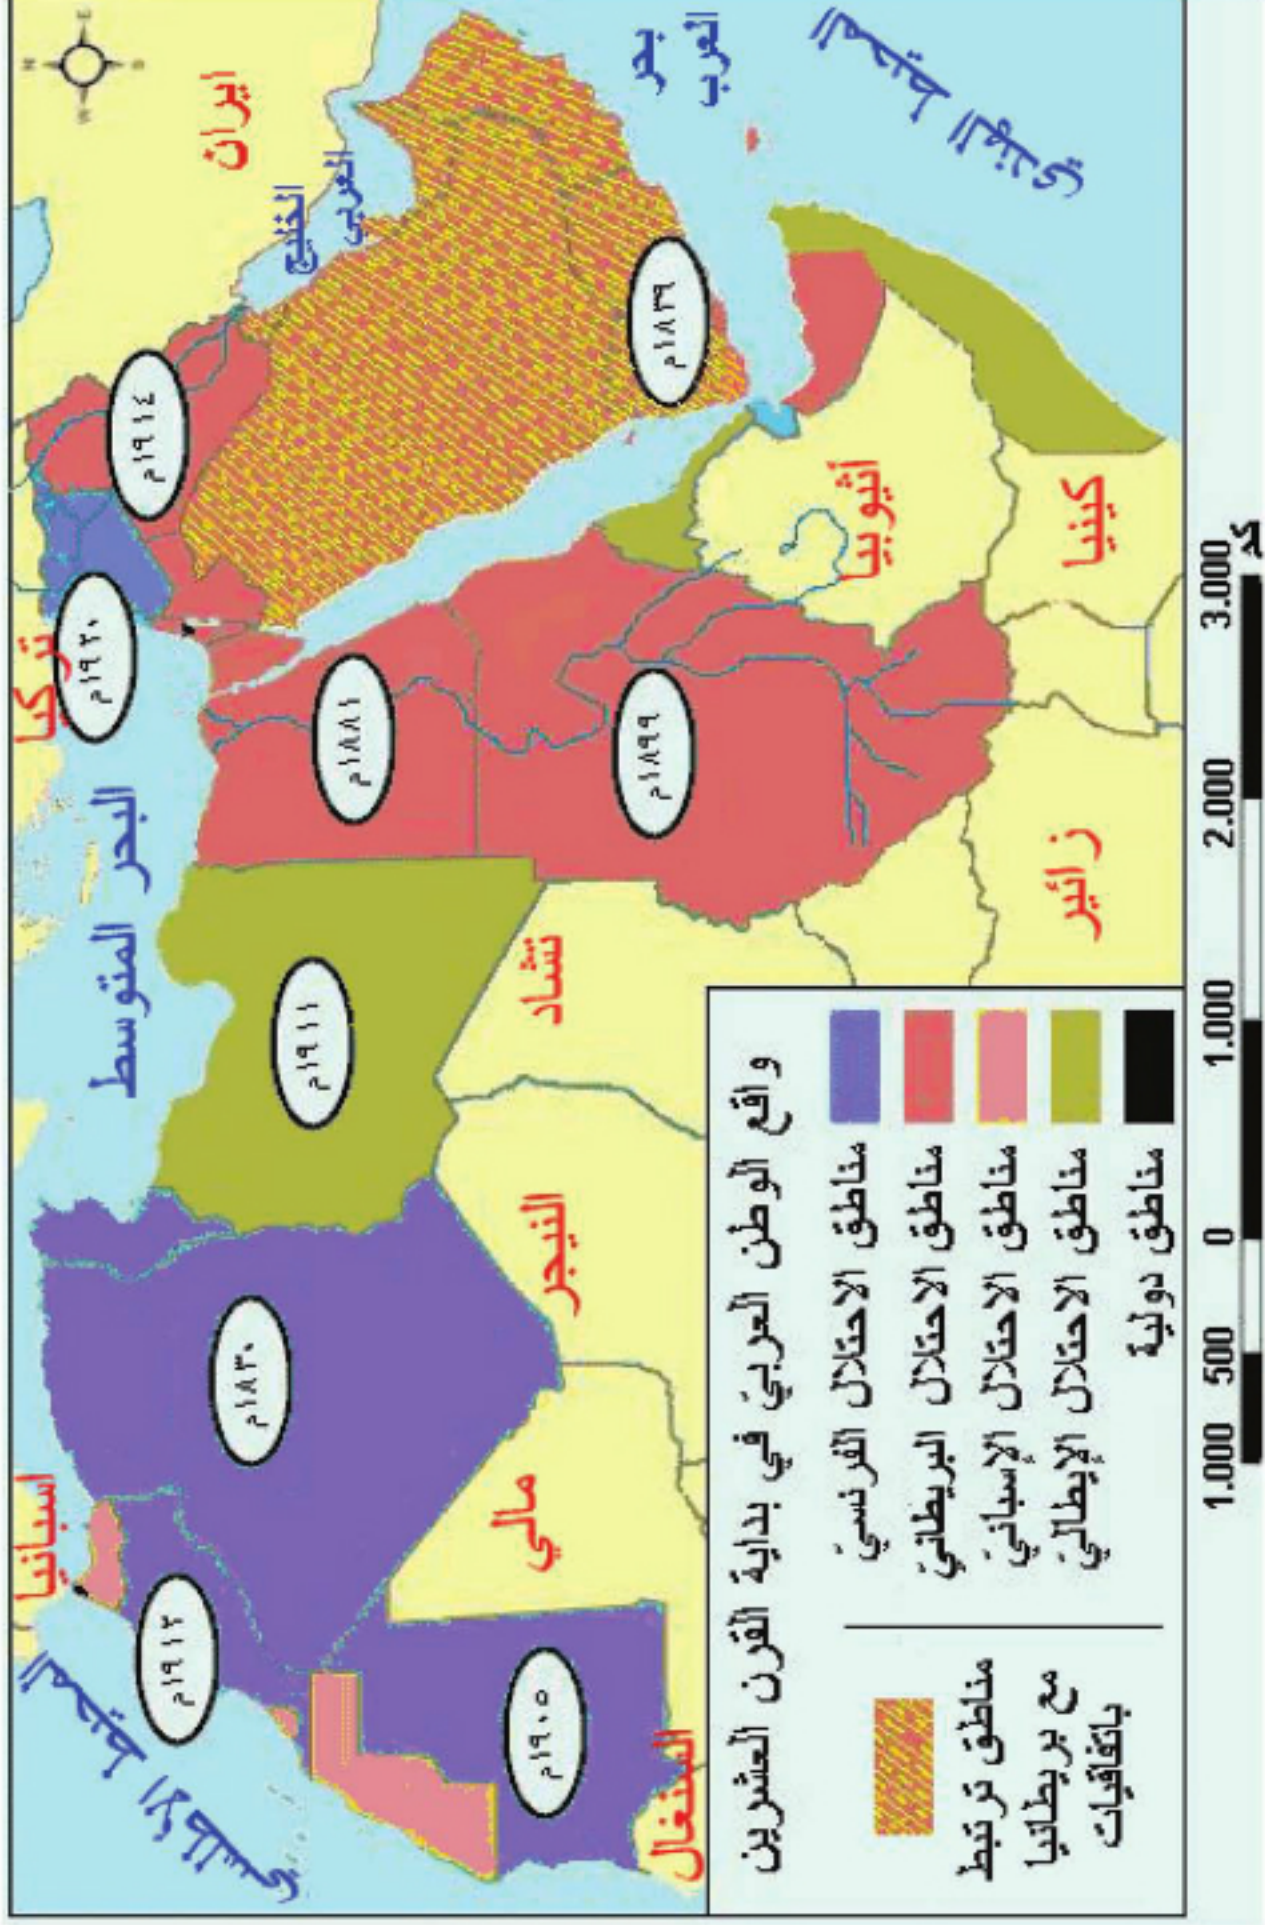 المحيط الأطلسي
اسبانيا
البحر المتوسط
تركيا
ايران
الخليج
العربي
بحر
العرب
المحيط الهندي
١٩١٢م
١٨٣٠م
١٩١١م
١٨٨١م
١٩٢٠م
١٩١٤م
١٨٣٩م
١٨٩٩م
١٩٠٥م
السنغال
مالي
النيجر
تشاد
زائير
أثيوبيا
كينيا
واقع الوطن العربيّ في بداية القرن العشرين
مناطق الاحتلال الفرنسيّ
مناطق الاحتلال البريطانيّ
مناطق الاحتلال الإسبانيّ
مناطق الاحتلال الإيطاليّ
مناطق دولية
مناطق ترتبط
مع بريطانيا
باتفاقيات
1.000 500 0 1.000 2.000 3.000
كم
N
E
S
W